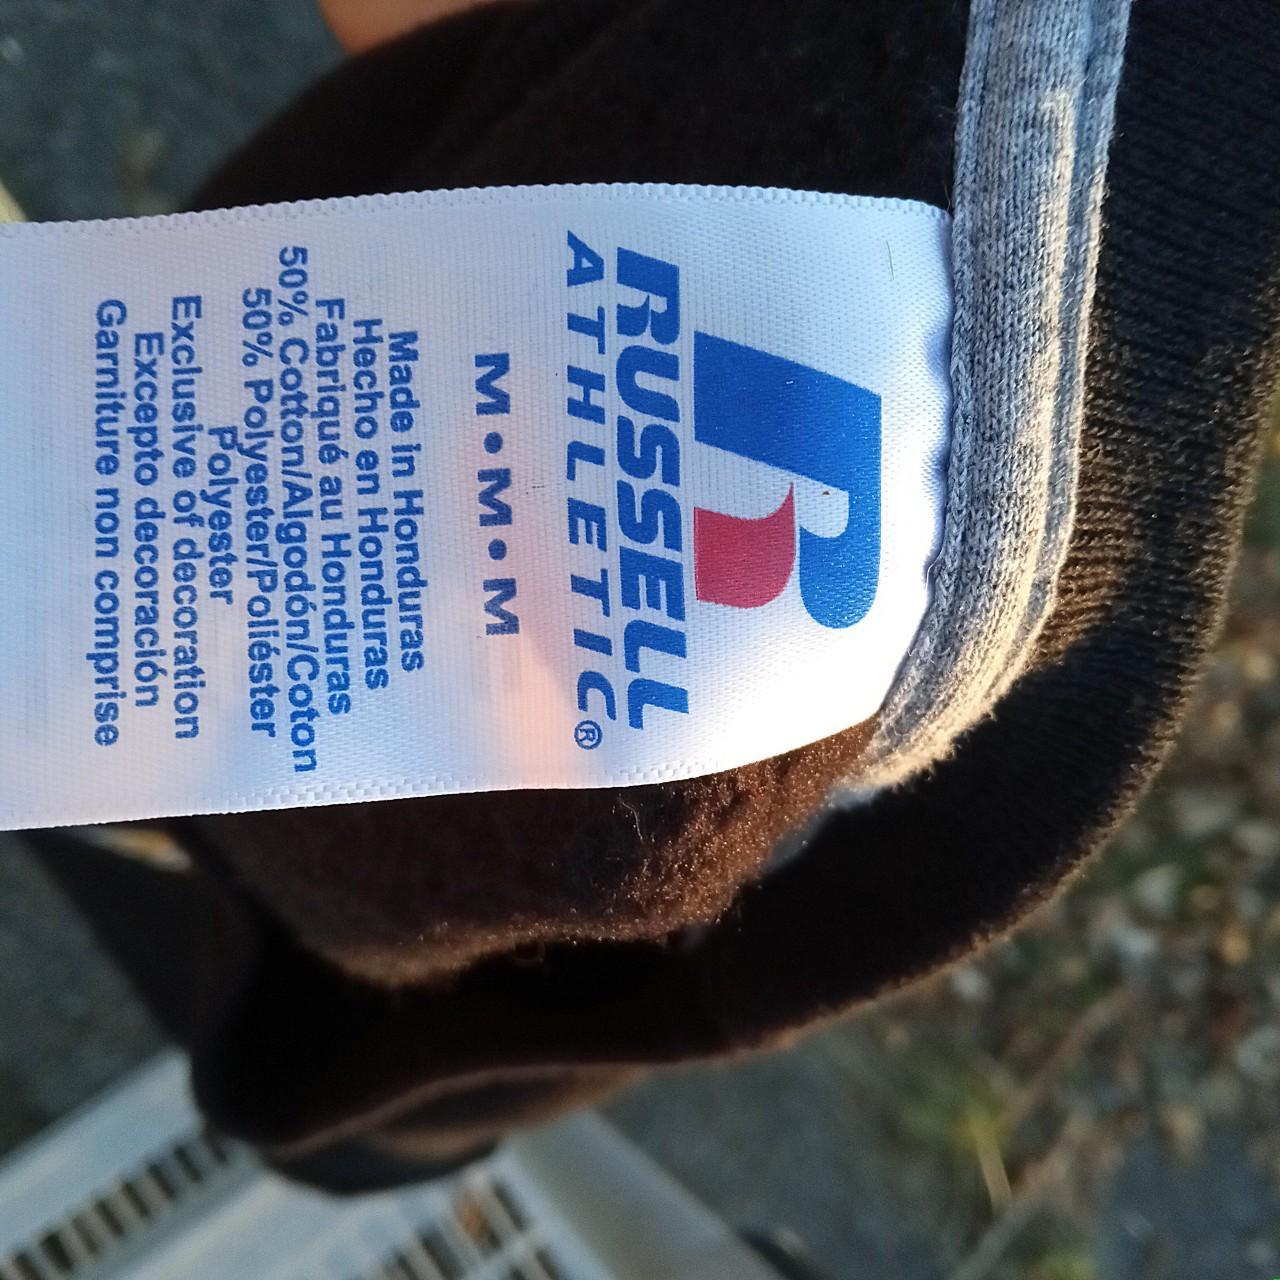 RUSSELL
ATHLETIC®
M•M•M
Made in Honduras
Hecho en Honduras
Fabriqué au Honduras
50% Cotton/Algodón/Coton
50% Polyester/Poliéster
Polyester
Exclusive of decoration
Excepto decoración
Garniture non comprise